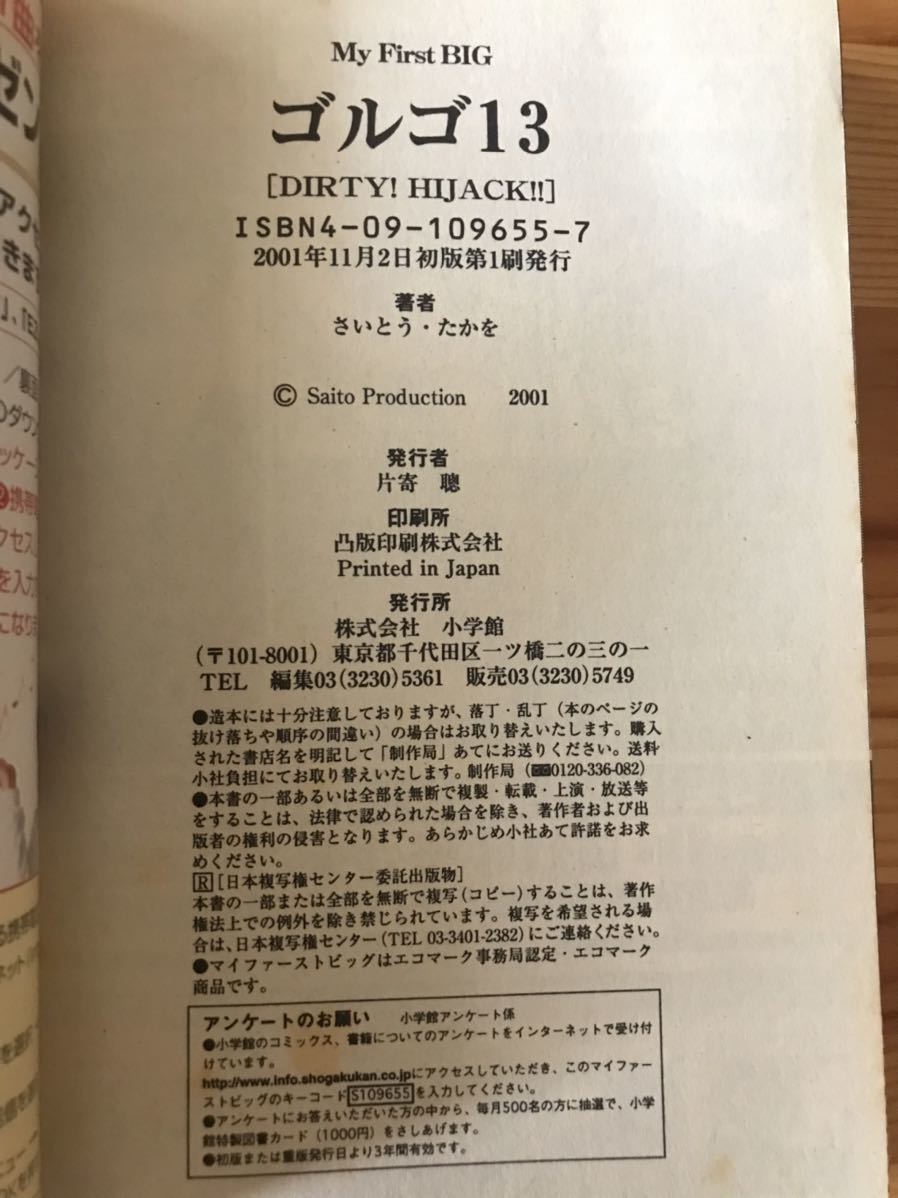 My First BIG
ゴルゴ13
[DIRTY! HIJACK!!]
ISBN4-09-109655-7
2001年11月2日初版第1刷発行
著者
さいとう・たかを
© Saito Production 2001
発行者
片寄 聰
印刷所
凸版印刷株式会社
Printed in Japan
発行所
株式会社 小学館
(〒101-8001) 東京都千代田区一ツ橋二の三の一
TEL 編集03(3230)5361 販売03(3230)5749
●造本には十分注意しておりますが、落丁・乱丁(本のページの
抜け落ちや順序の間違い)の場合はお取り替えいたします。購入
された書店名を明記して「制作局」あてにお送りください。送料
小社負担にてお取り替えいたします。制作局(0120-336-082)
●本書の一部あるいは全部を無断で複製・転載・上演・放送等
をすることは、法律で認められた場合を除き、著作者および出
版者の権利の侵害となります。あらかじめ小社あて許諾をお求
めください。
R[日本複写権センター委託出版物]
本書の一部または全部を無断で複写(コピー)することは、著作
権法上での例外を除き禁じられています。複写を希望される場
合は、日本複写権センター(TEL 03-3401-2382)にご連絡ください。
●マイファーストビッグはエコマーク事務局認定・エコマーク
商品です。
アンケートのお願い 小学館アンケート係
●小学館のコミックス、書籍についてのアンケートをインターネットで受け付
けています。
http://www.info.shogakukan.co.jpにアクセスしていただき、このマイファー
ストビッグのキーコードS109655を入力してください。
●アンケートにお答えいただいた方の中から、毎月500名の方に抽選で、小学
館特製図書カード(1000円)をさしあげます。
●初版または重版発行日より3年間有効です。